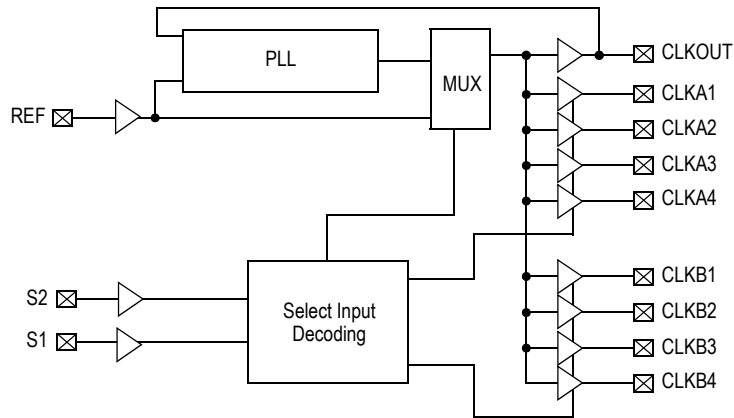 PLL
MUX
REF
CLKOUT
CLKA1
CLKA2
CLKA3
CLKA4
S2
S1
Select Input
Decoding
CLKB1
CLKB2
CLKB3
CLKB4